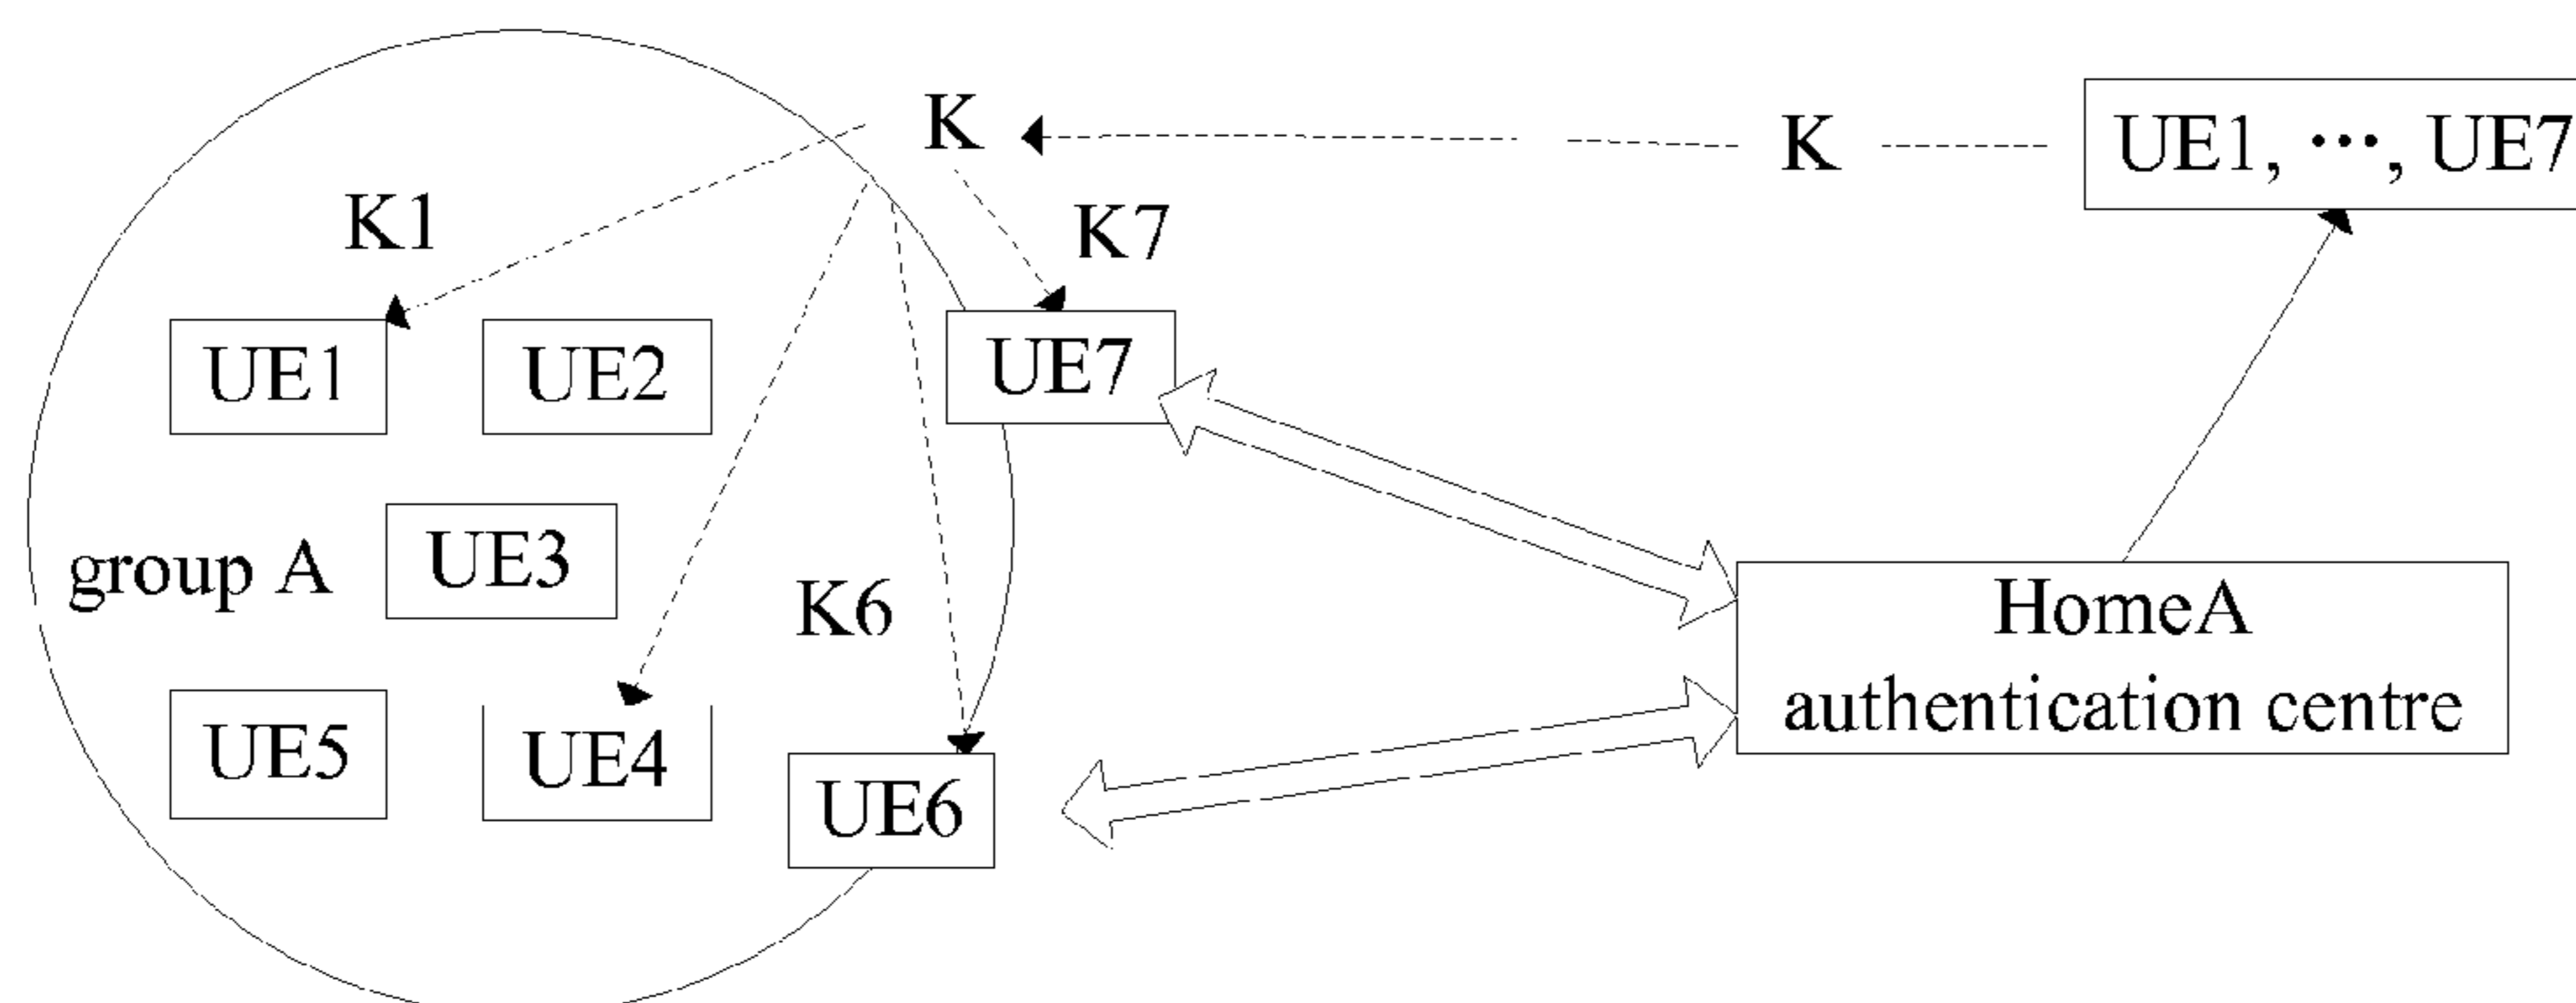 K
K
UE1, ···, UE7
K1
K7
UE1
UE2
UE7
group A
UE3
K6
HomeA
authentication centre
UE5
UE4
UE6